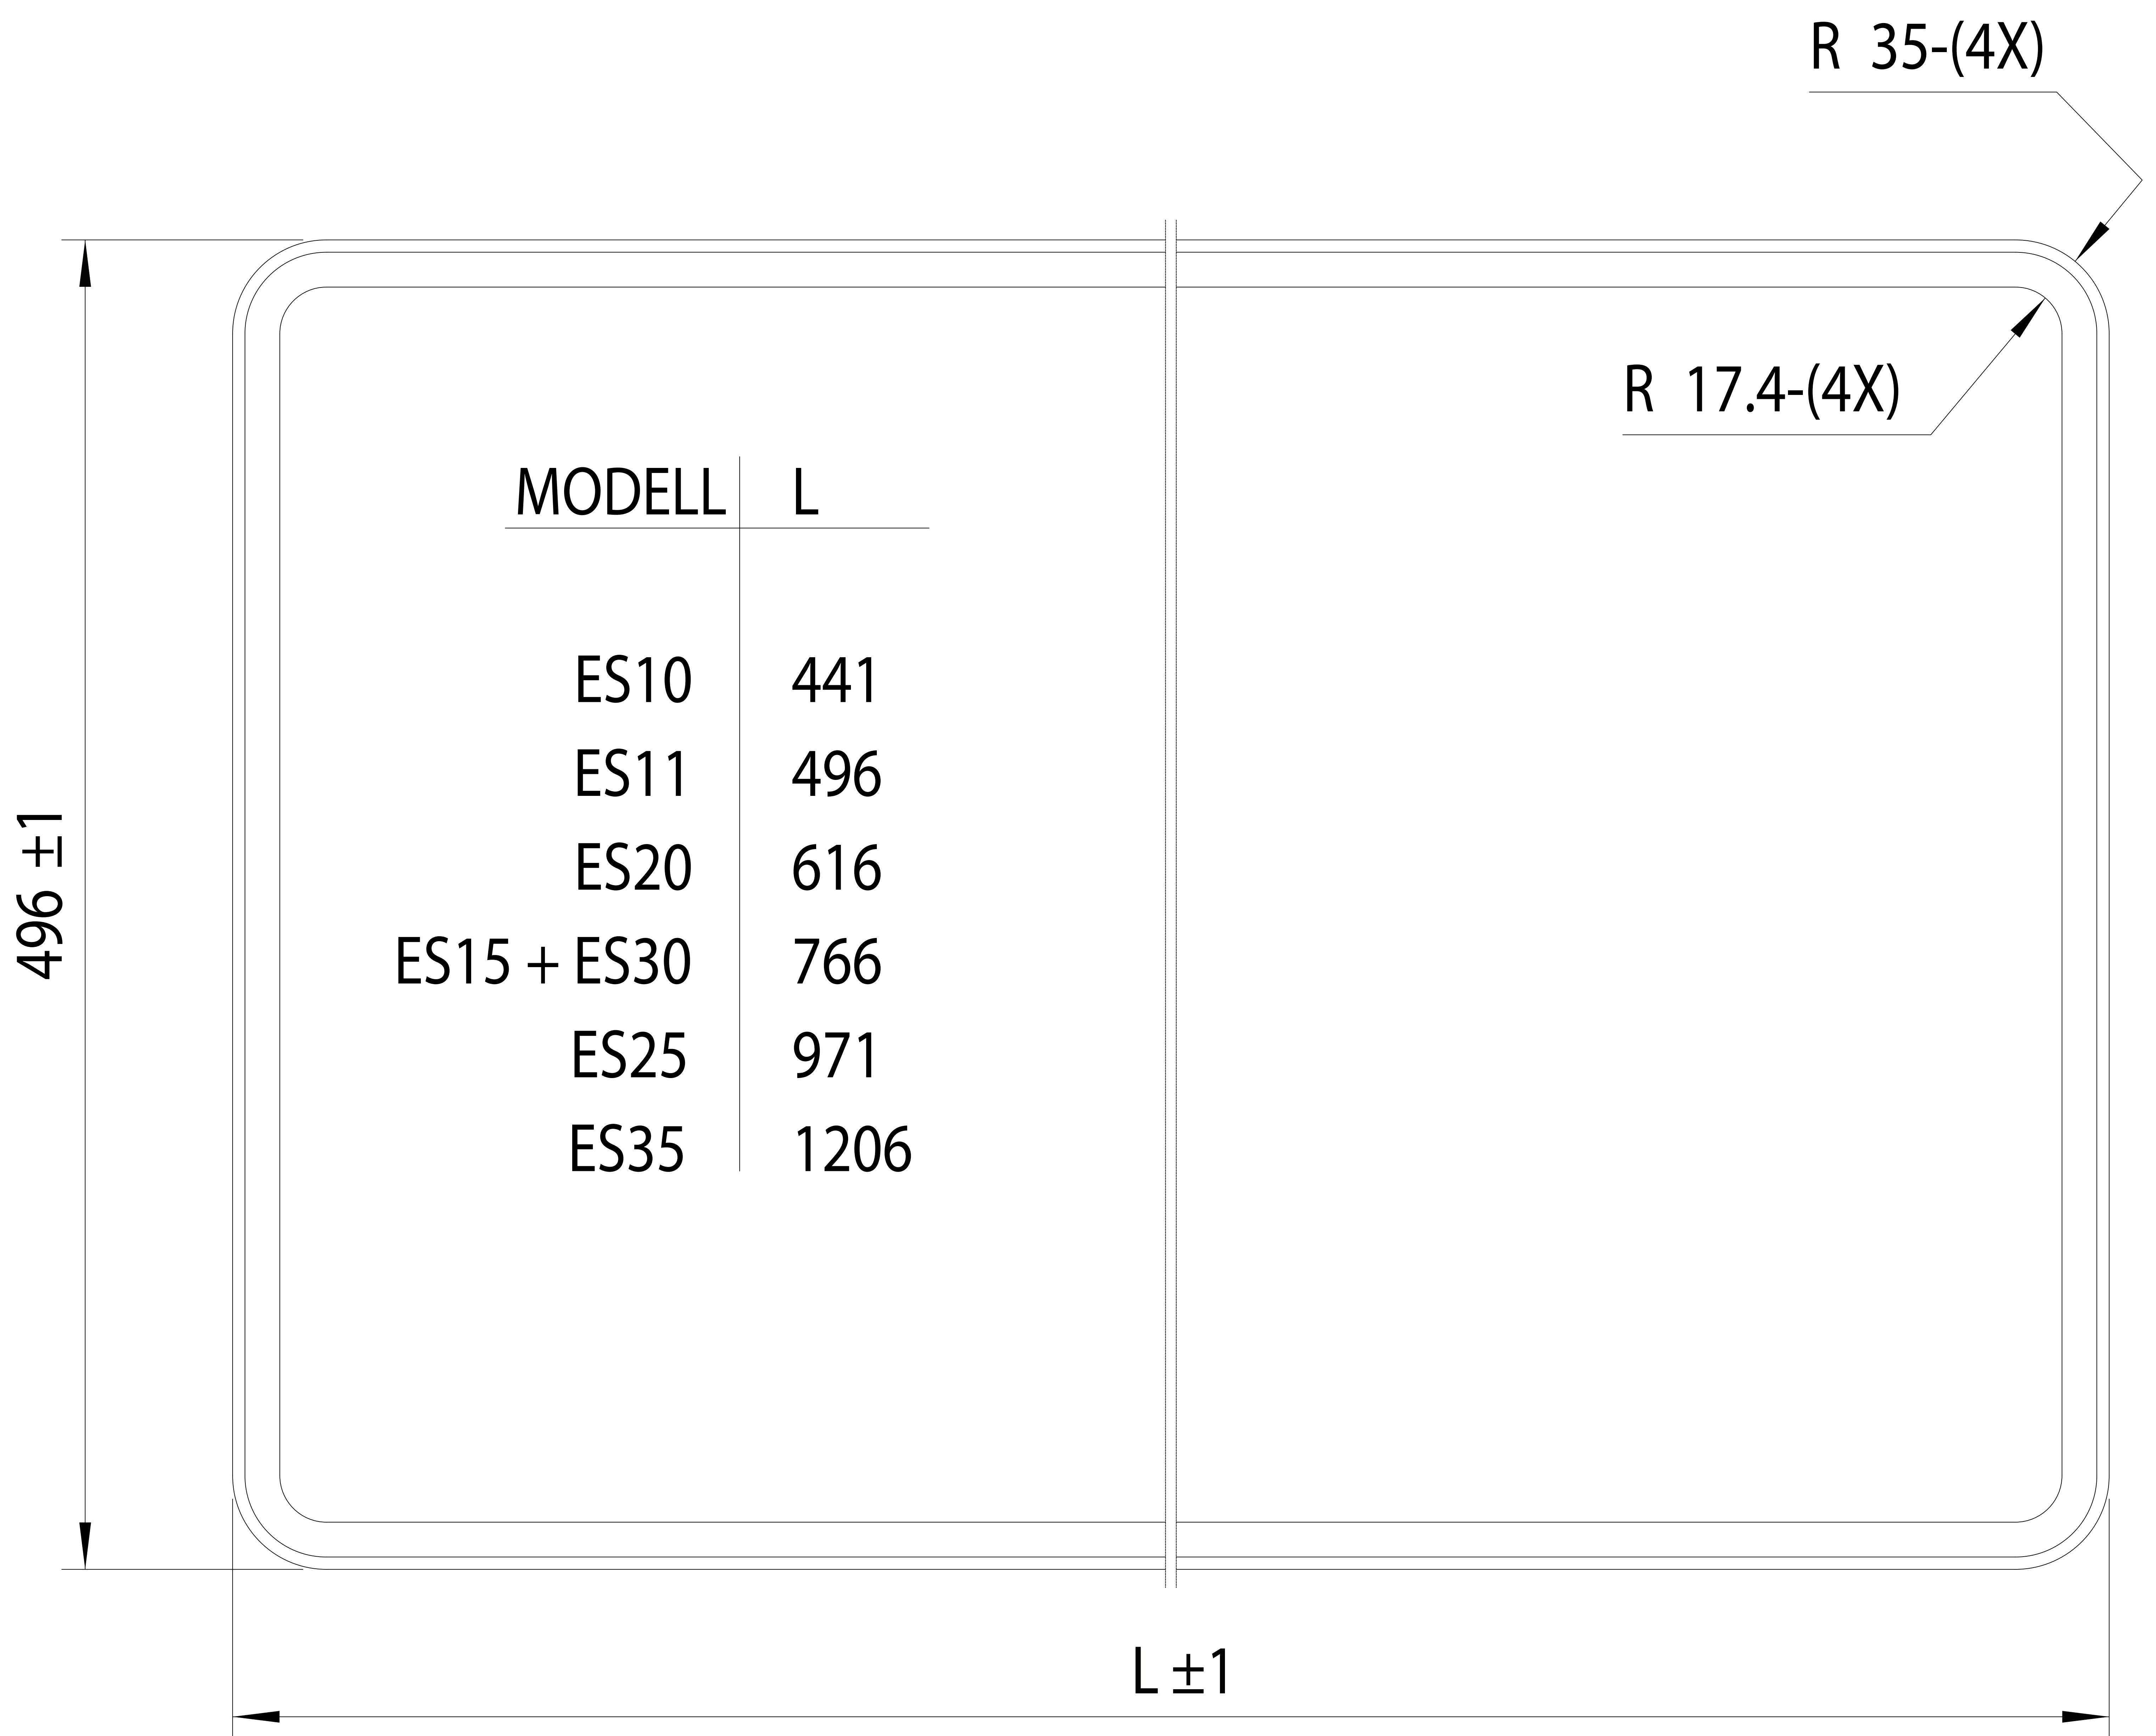 R 35-(4X)
R 17.4-(4X)
MODELL L
ES10 441
ES11 496
ES20 616
ES15 + ES30 766
ES25 971
ES35 1206
496 ±1
L ±1